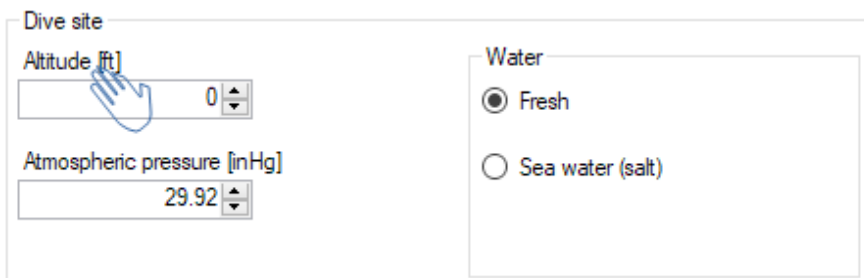 Dive site
Altitude [ft]
0
Atmospheric pressure [inHg]
29.92
Water
Fresh
Sea water (salt)